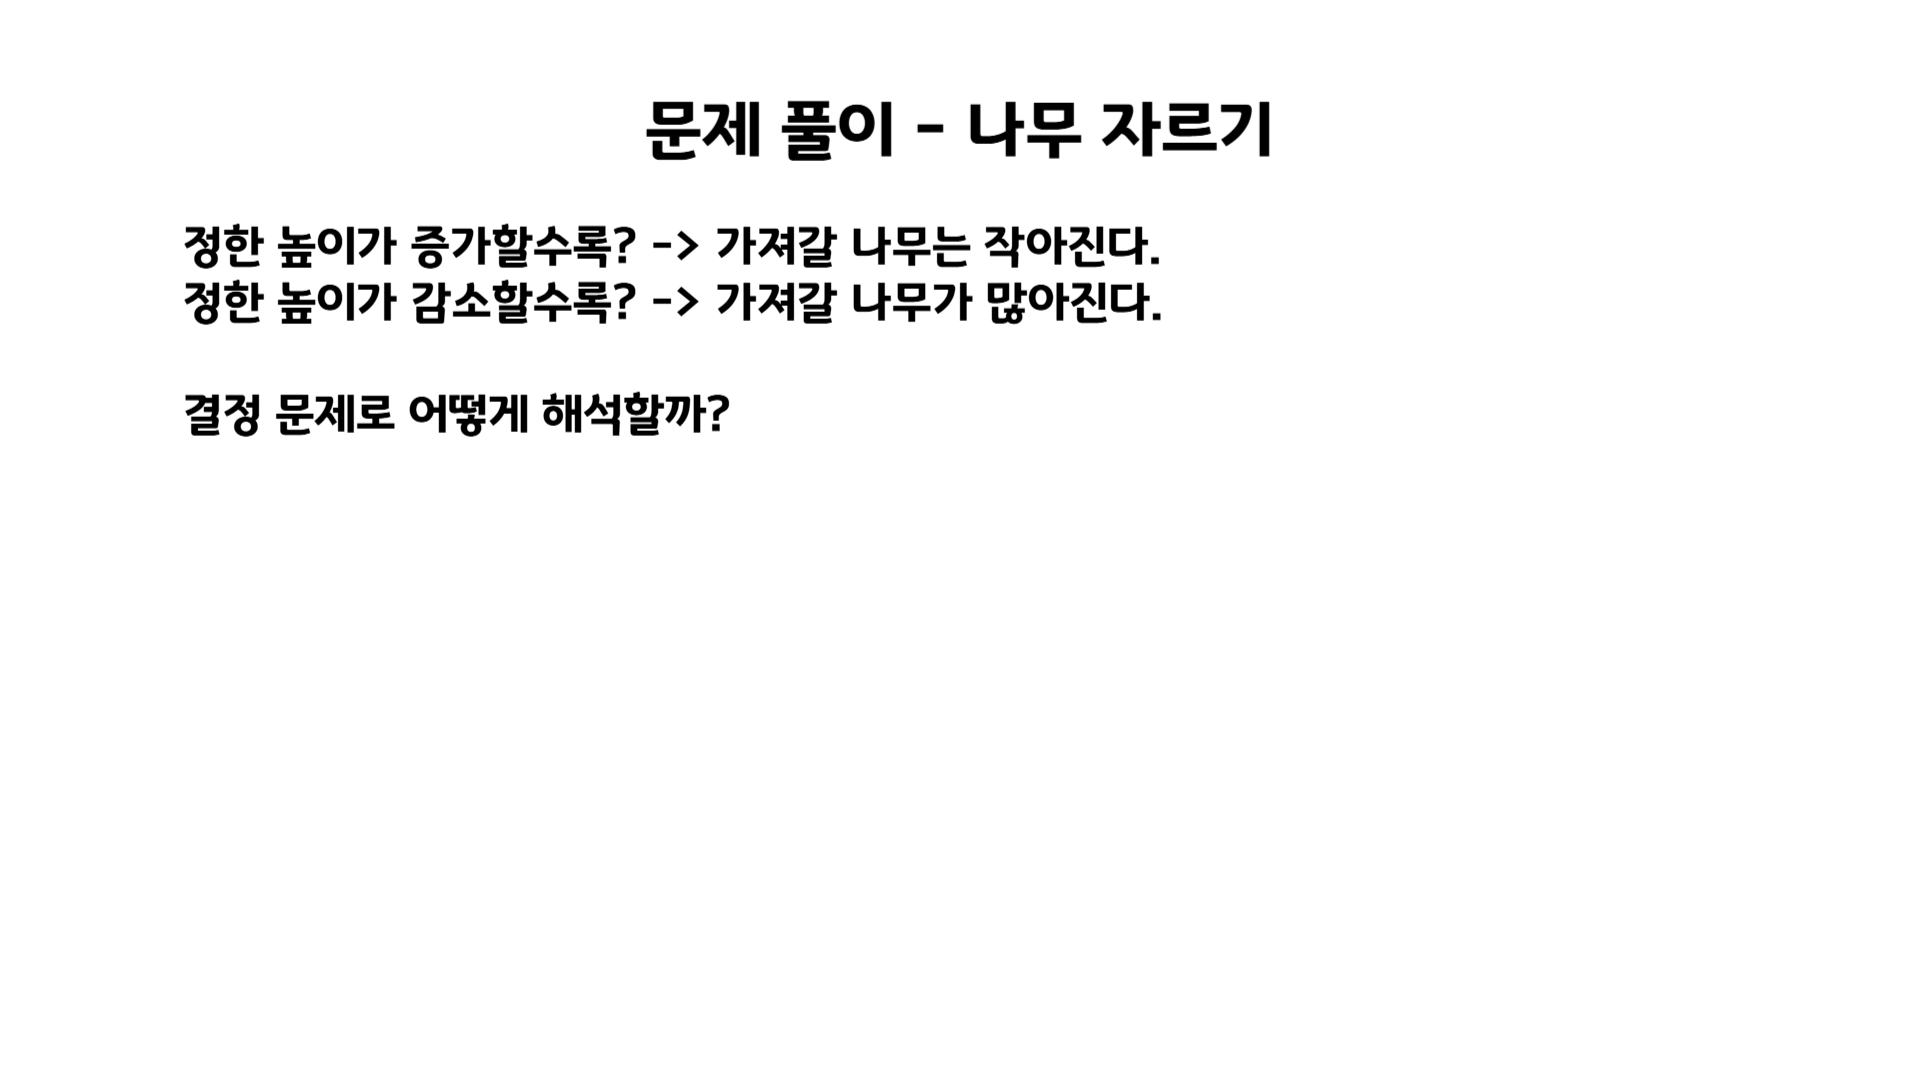 문제 풀이 - 나무 자르기
정한 높이가 증가할수록? -> 가져갈 나무는 작아진다.
정한 높이가 감소할수록? -> 가져갈 나무가 많아진다.
결정 문제로 어떻게 해석할까?